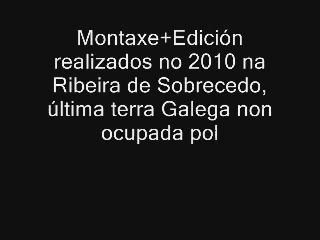 Montaxe+Edición
realizados no 2010 na
Ribeira de Sobrecedo,
última terra Galega non
ocupada pol